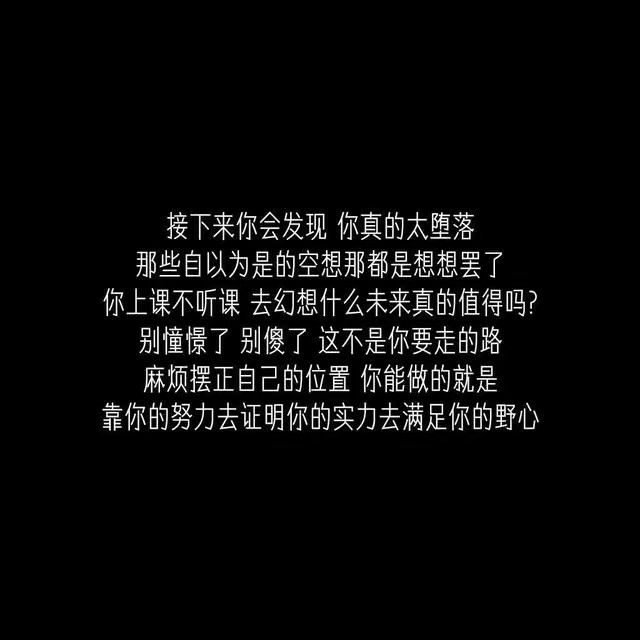 接下来你会发现 你真的太堕落
那些自以为是的空想那都是想想罢了
你上课不听课 去幻想什么未来真的值得吗?
别憧憬了 别傻了 这不是你要走的路
麻烦摆正自己的位置 你能做的就是
靠你的努力去证明你的实力去满足你的野心